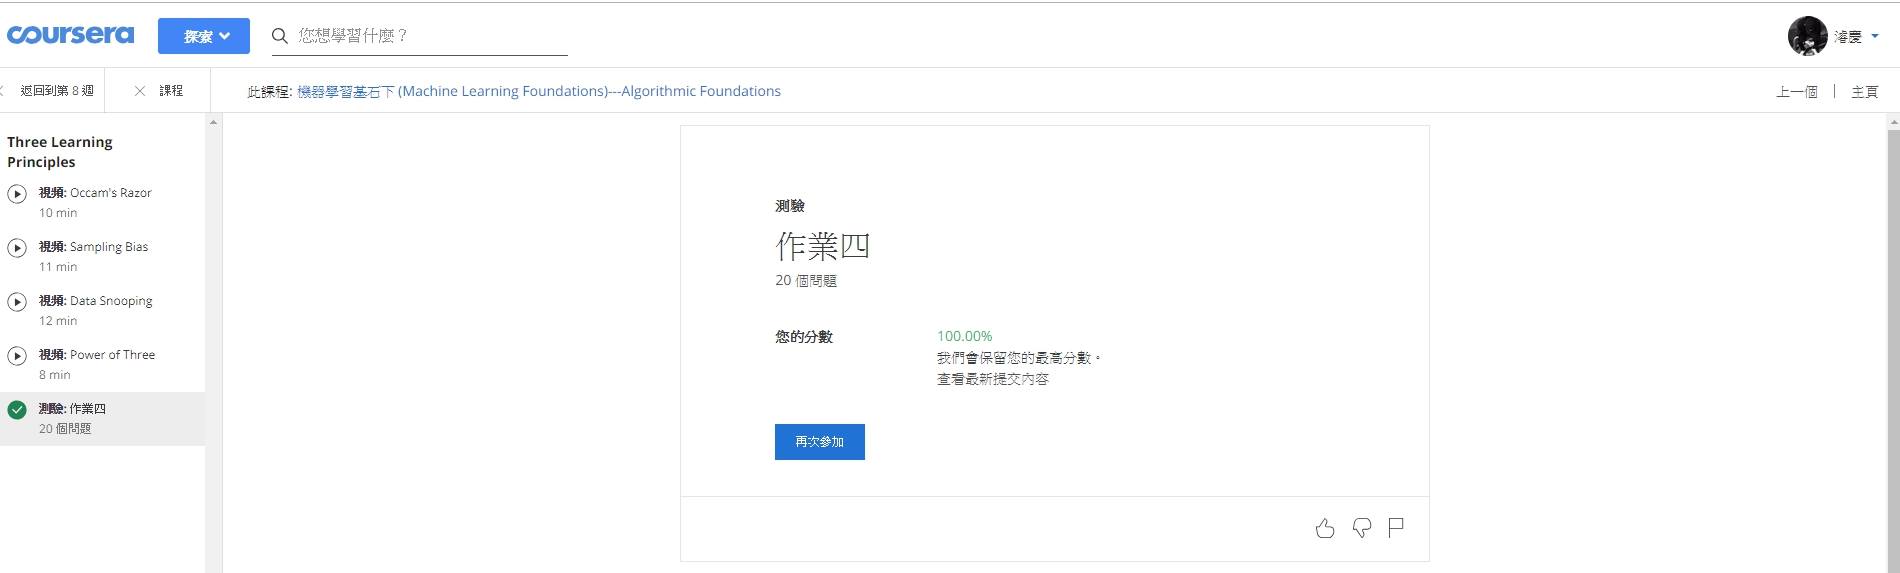 coursera
探索
您想學習什麼？
濬慶
返回到第 8 週
課程
此課程: 機器學習基石下 (Machine Learning Foundations)---Algorithmic Foundations
上一個
主頁
Three Learning
Principles
視頻: Occam's Razor
10 min
視頻: Sampling Bias
11 min
視頻: Data Snooping
12 min
視頻: Power of Three
8 min
測驗: 作業四
20 個問題
測驗
作業四
20 個問題
您的分數
100.00%
我們會保留您的最高分數。
查看最新提交內容
再次參加